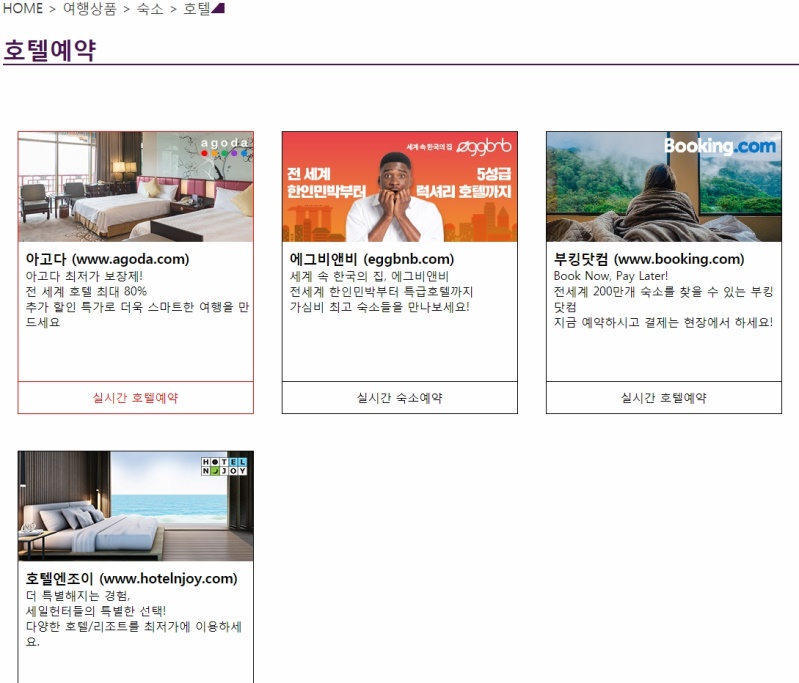 HOME > 여행상품 > 숙소 > 호텔
호텔예약
agoda
아고다 (www.agoda.com)
아고다 최저가 보장제!
전 세계 호텔 최대 80%
추가 할인 특가로 더욱 스마트한 여행을 만
드세요
실시간 호텔예약
세계 속 한국의 집 eggbnb
전 세계 5성급
한인민박부터 럭셔리 호텔까지
에그비앤비 (eggbnb.com)
세계 속 한국의 집, 에그비앤비
전세계 한인민박부터 특급호텔까지
가심비 최고 숙소들을 만나보세요!
실시간 숙소예약
Booking.com
부킹닷컴 (www.booking.com)
Book Now, Pay Later!
전세계 200만개 숙소를 찾을 수 있는 부킹
닷컴
지금 예약하시고 결제는 현장에서 하세요!
실시간 호텔예약
HOTEL
NJOY
호텔엔조이 (www.hotelnjoy.com)
더 특별해지는 경험,
세일헌터들의 특별한 선택!
다양한 호텔/리조트를 최저가에 이용하세
요.